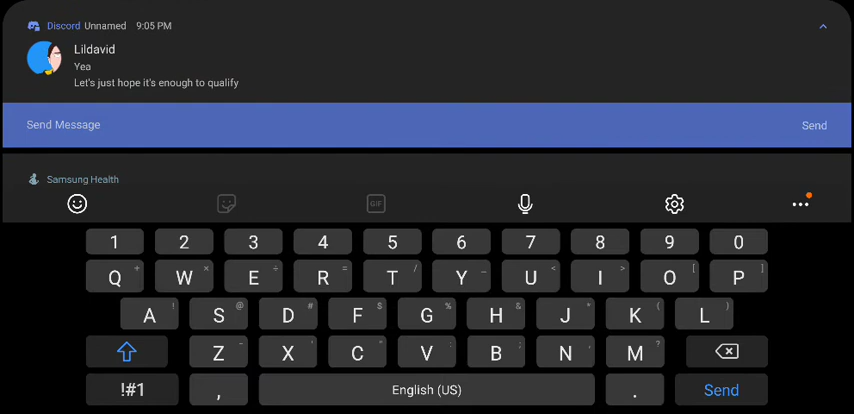 Discord Unnamed 9:05 PM
Lildavid
Yea
Let's just hope it's enough to qualify
Send Message Send
Samsung Health
GIF
1 2 3 4 5 6 7 8 9 0
Q + W × E ÷ R = T / Y _ U < I > O [ P ]
A ! S @ D # F $ G % H & J * K ( L )
Z - X ' C " V : B ; N , M ?
!#1 , English (US) . Send